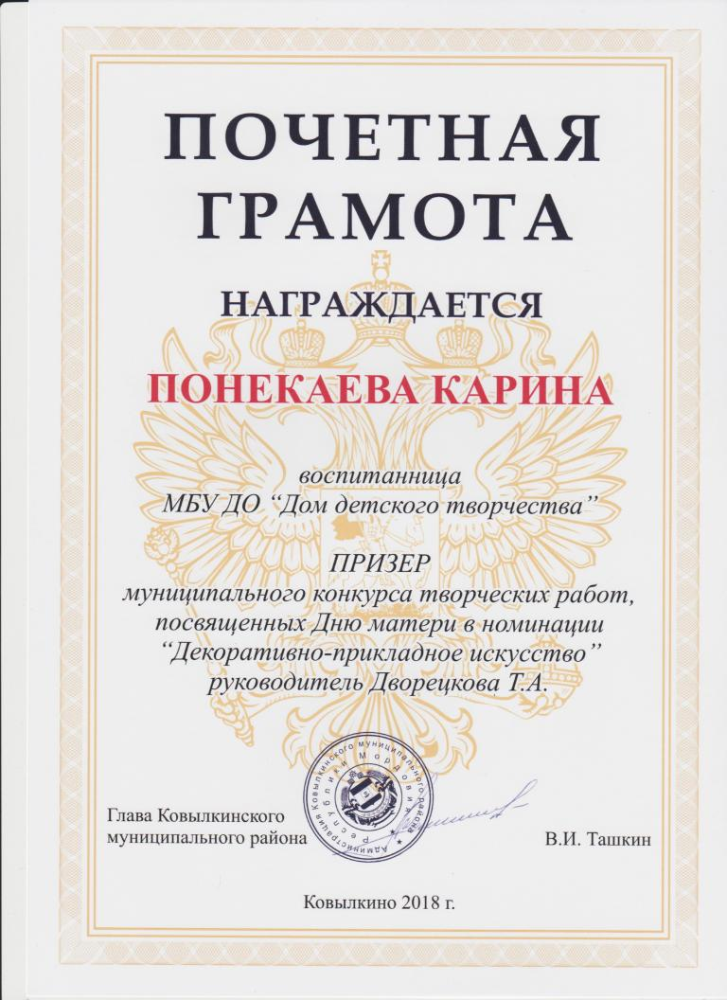 ПОЧЕТНАЯ
ГРАМОТА
НАГРАЖДАЕТСЯ
ПОНЕКАЕВА КАРИНА
воспитанница
МБУ ДО “Дом детского творчества”
ПРИЗЕР
муниципального конкурса творческих работ,
посвященных Дню матери в номинации
“Декоративно-прикладное искусство”
руководитель Дворецкова Т.А.
Администрация Ковылкинского муниципального района
Республики Мордовия
Глава Ковылкинского
муниципального района
В.И. Ташкин
Ковылкино 2018 г.